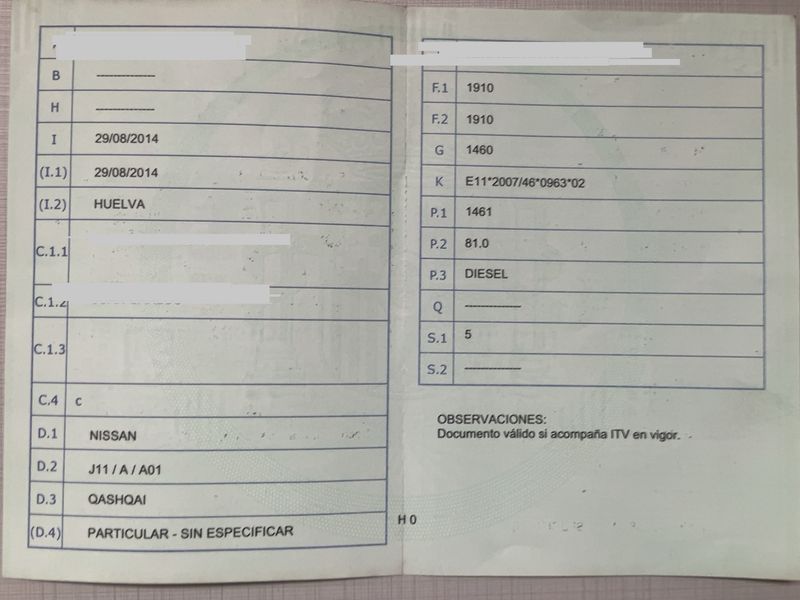 B --------------
H --------------
I 29/08/2014
(I.1) 29/08/2014
(I.2) HUELVA
C.1.1
C.1.2
C.1.3
C.4 c
D.1 NISSAN
D.2 J11 / A / A01
D.3 QASHQAI
(D.4) PARTICULAR - SIN ESPECIFICAR
F.1 1910
F.2 1910
G 1460
K E11*2007/46*0963*02
P.1 1461
P.2 81.0
P.3 DIESEL
Q --------------
S.1 5
S.2 --------------
OBSERVACIONES:
Documento válido si acompaña ITV en vigor.
H 0